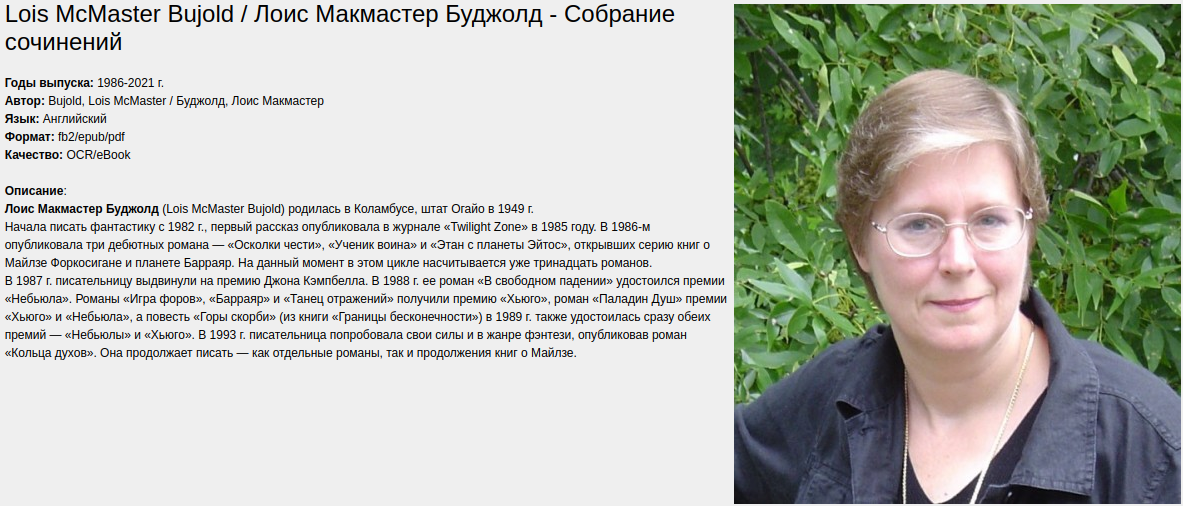 Lois McMaster Bujold / Лоис Макмастер Буджолд - Собрание
сочинений
Годы выпуска: 1986-2021 г.
Автор: Bujold, Lois McMaster / Буджолд, Лоис Макмастер
Язык: Английский
Формат: fb2/epub/pdf
Качество: OCR/eBook
Описание:
Лоис Макмастер Буджолд (Lois McMaster Bujold) родилась в Коламбусе, штат Огайо в 1949 г.
Начала писать фантастику с 1982 г., первый рассказ опубликовала в журнале «Twilight Zone» в 1985 году. В 1986-м
опубликовала три дебютных романа — «Осколки чести», «Ученик воина» и «Этан с планеты Эйтос», открывших серию книг о
Майлзе Форкосигане и планете Барраяр. На данный момент в этом цикле насчитывается уже тринадцать романов.
В 1987 г. писательницу выдвинули на премию Джона Кэмпбелла. В 1988 г. ее роман «В свободном падении» удостоился премии
«Небьюла». Романы «Игра форов», «Барраяр» и «Танец отражений» получили премию «Хьюго», роман «Паладин Душ» премии
«Хьюго» и «Небьюла», а повесть «Горы скорби» (из книги «Границы бесконечности») в 1989 г. также удостоилась сразу обеих
премий — «Небьюлы» и «Хьюго». В 1993 г. писательница попробовала свои силы и в жанре фэнтези, опубликовав роман
«Кольца духов». Она продолжает писать — как отдельные романы, так и продолжения книг о Майлзе.